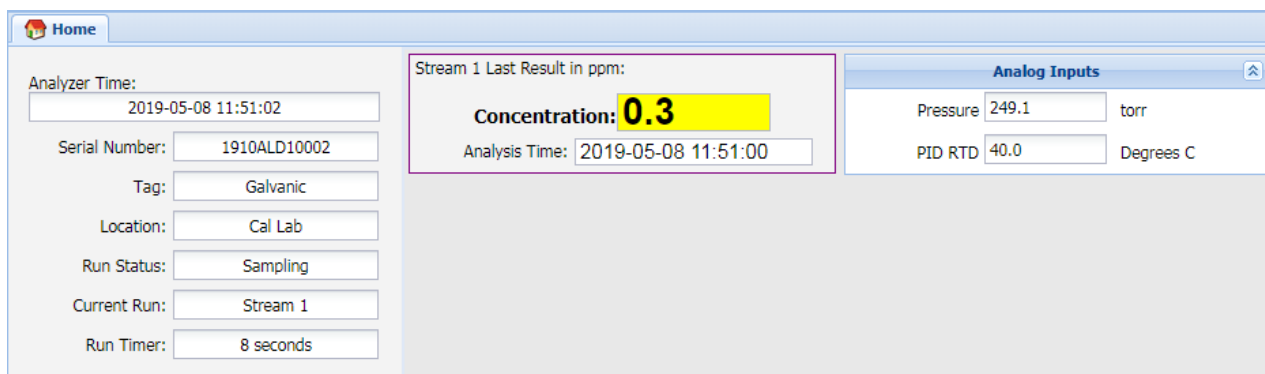 Home
Analyzer Time:
2019-05-08 11:51:02
Serial Number: 1910ALD10002
Tag: Galvanic
Location: Cal Lab
Run Status: Sampling
Current Run: Stream 1
Run Timer: 8 seconds
Stream 1 Last Result in ppm:
Concentration: 0.3
Analysis Time: 2019-05-08 11:51:00
Analog Inputs
Pressure 249.1 torr
PID RTD 40.0 Degrees C